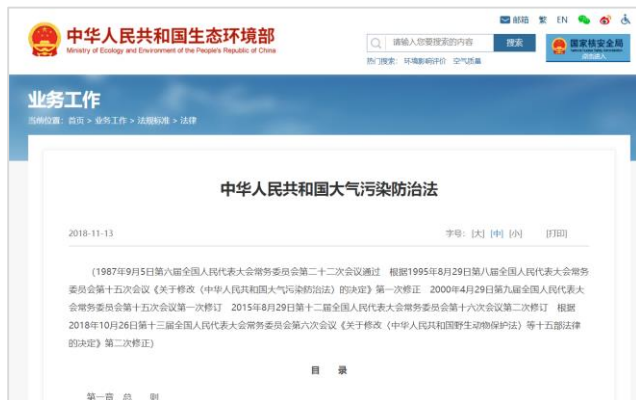 邮箱 繁 EN
中华人民共和国生态环境部
Ministry of Ecology and Environment of the People's Republic of China
请输入您要搜索的内容 搜索
热门搜索: 环境影响评价 空气质量
国家核安全局
点击进入
业务工作
当前位置：首页 > 业务工作 > 法规标准 > 法律
中华人民共和国大气污染防治法
2018-11-13 字号：[大] [中] [小] [打印]
(1987年9月5日第六届全国人民代表大会常务委员会第二十二次会议通过 根据1995年8月29日第八届全国人民代表大会常务
委员会第十五次会议《关于修改〈中华人民共和国大气污染防治法〉的决定》第一次修正 2000年4月29日第九届全国人民代表大
会常务委员会第十五次会议第一次修订 2015年8月29日第十二届全国人民代表大会常务委员会第十六次会议第二次修订 根据
2018年10月26日第十三届全国人民代表大会常务委员会第六次会议《关于修改〈中华人民共和国野生动物保护法〉等十五部法律
的决定》第二次修正)
目 录
第一章 总 则